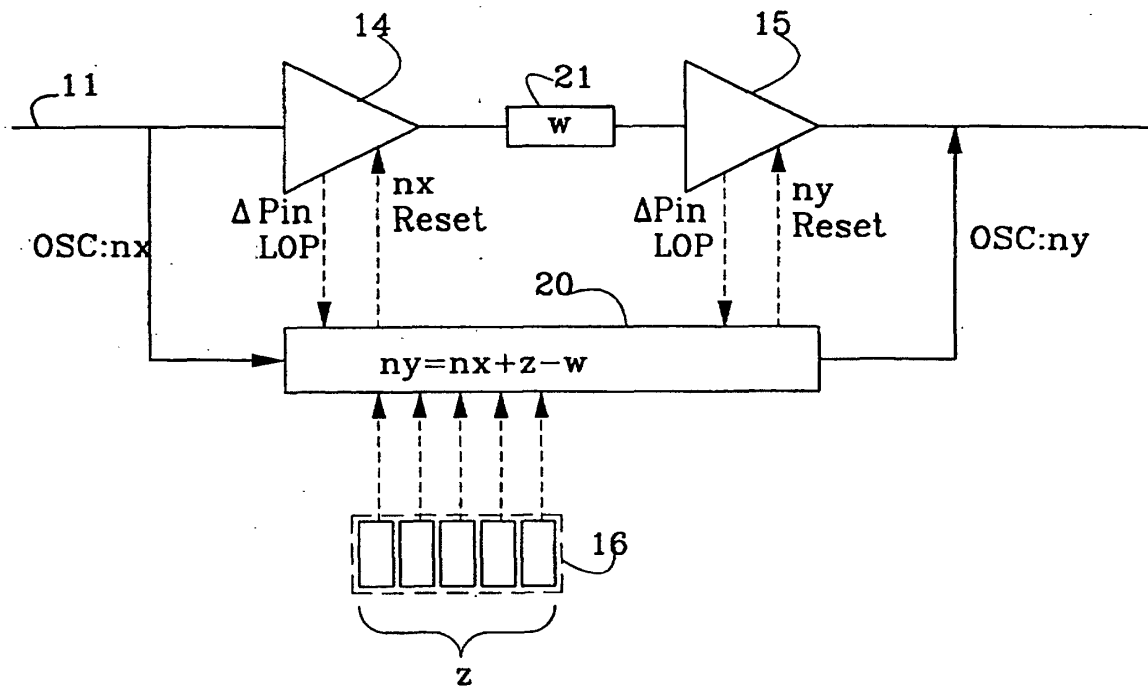 14
15
11
21
w
Δ Pin
LOP
nx
Reset
ΔPin
LOP
ny
Reset
OSC:nx
OSC:ny
20
ny=nx+z-w
16
z